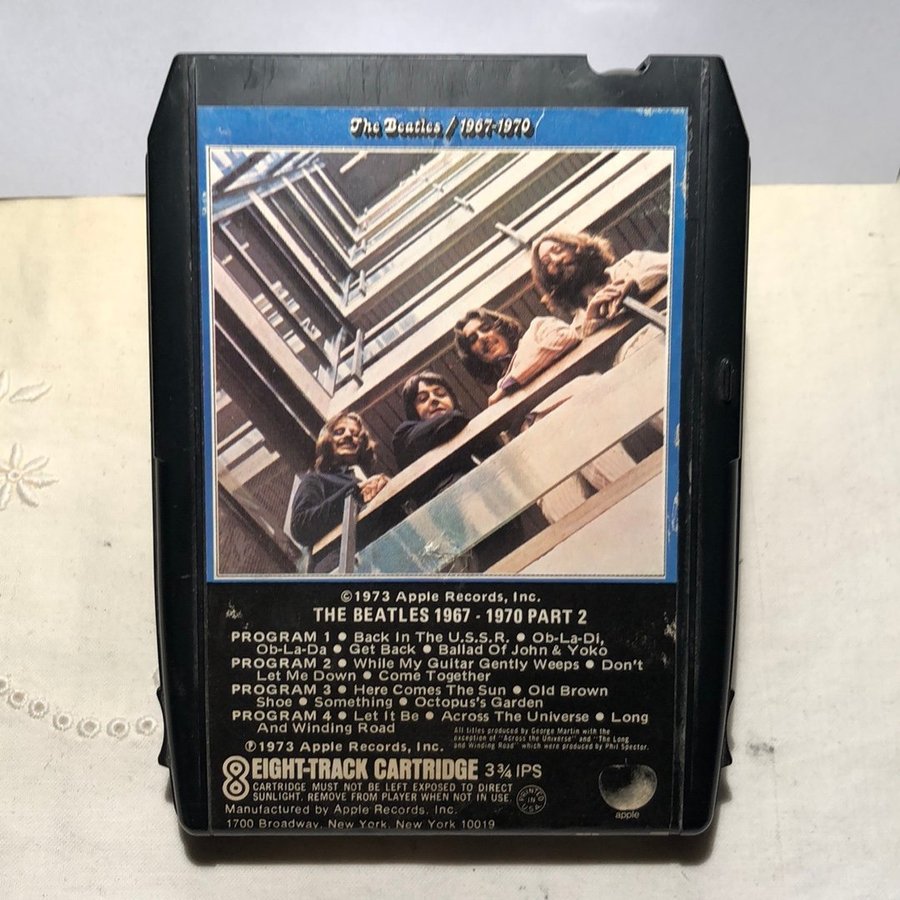 The Beatles / 1967-1970
©1973 Apple Records, Inc.
THE BEATLES 1967 - 1970 PART 2
PROGRAM 1 ● Back In The U.S.S.R. ● Ob-La-Di,
Ob-La-Da ● Get Back ● Ballad Of John & Yoko
PROGRAM 2 ● While My Guitar Gently Weeps ● Don't
Let Me Down ● Come Together
PROGRAM 3 ● Here Comes The Sun ● Old Brown
Shoe ● Something ● Octopus's Garden
PROGRAM 4 ● Let It Be ● Across The Universe ● Long
And Winding Road
All titles produced by George Martin with the
exception of "Across the Universe" and "The Long
and Winding Road" which were produced by Phil Spector.
℗1973 Apple Records, Inc.
8 EIGHT-TRACK CARTRIDGE 3¾ IPS
CARTRIDGE MUST NOT BE LEFT EXPOSED TO DIRECT
SUNLIGHT. REMOVE FROM PLAYER WHEN NOT IN USE.
PRINTED IN U.S.A.
apple
Manufactured by Apple Records, Inc.
1700 Broadway, New York, New York 10019